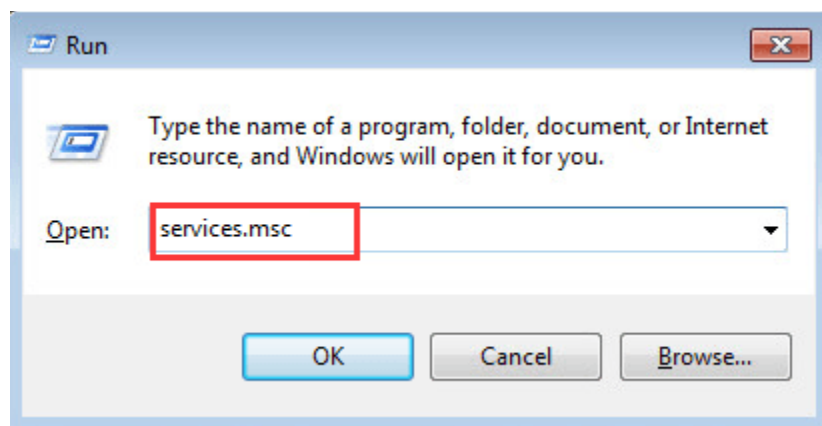 Run
Type the name of a program, folder, document, or Internet
resource, and Windows will open it for you.
Open: services.msc
OK Cancel Browse...